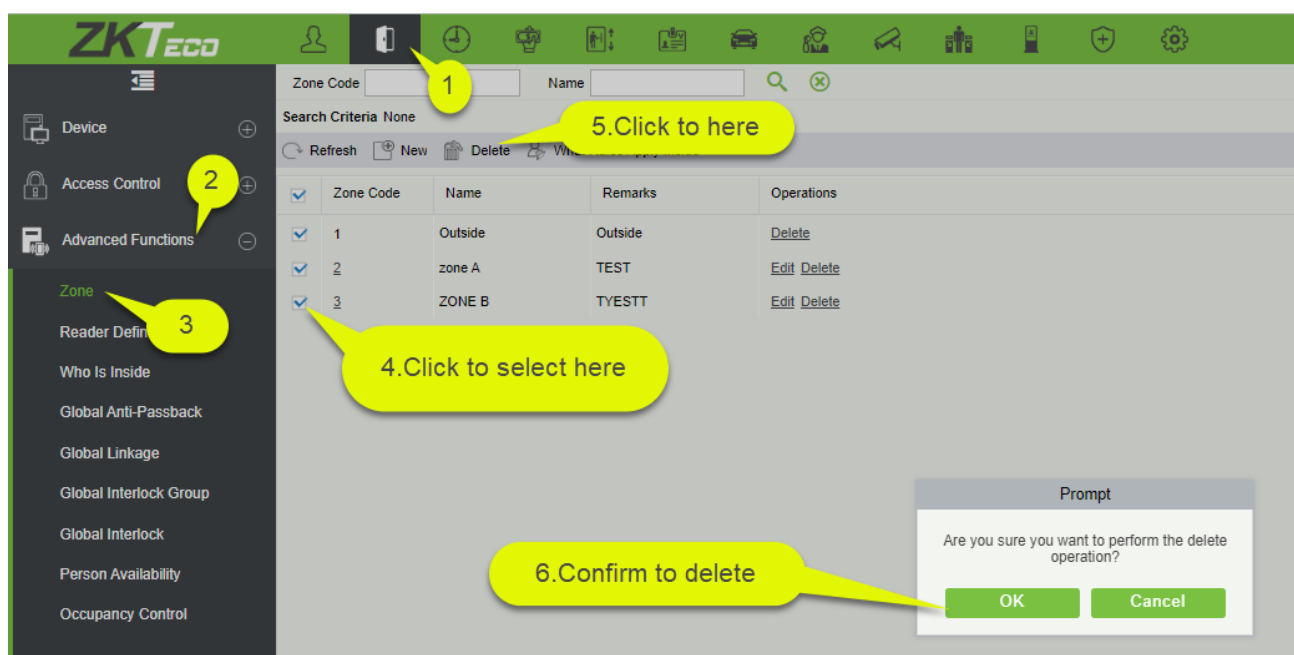 ZKTeco
Zone Code
Name
1
Search Criteria None
5.Click to here
Refresh New Delete
Device
Access Control
2
Advanced Functions
Zone
3
Reader Defin
Who Is Inside
Global Anti-Passback
Global Linkage
Global Interlock Group
Global Interlock
Person Availability
Occupancy Control
Zone Code Name Remarks Operations
1 Outside Outside Delete
2 zone A TEST Edit Delete
3 ZONE B TYESTT Edit Delete
4.Click to select here
Prompt
Are you sure you want to perform the delete
operation?
OK Cancel
6.Confirm to delete